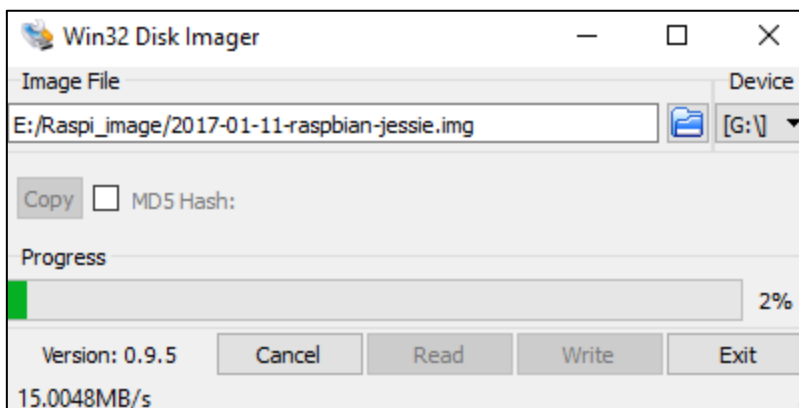 Win32 Disk Imager
Image File Device
E:/Raspi_image/2017-01-11-raspbian-jessie.img [G:\]
Copy MD5 Hash:
Progress
2%
Version: 0.9.5 Cancel Read Write Exit
15.0048MB/s